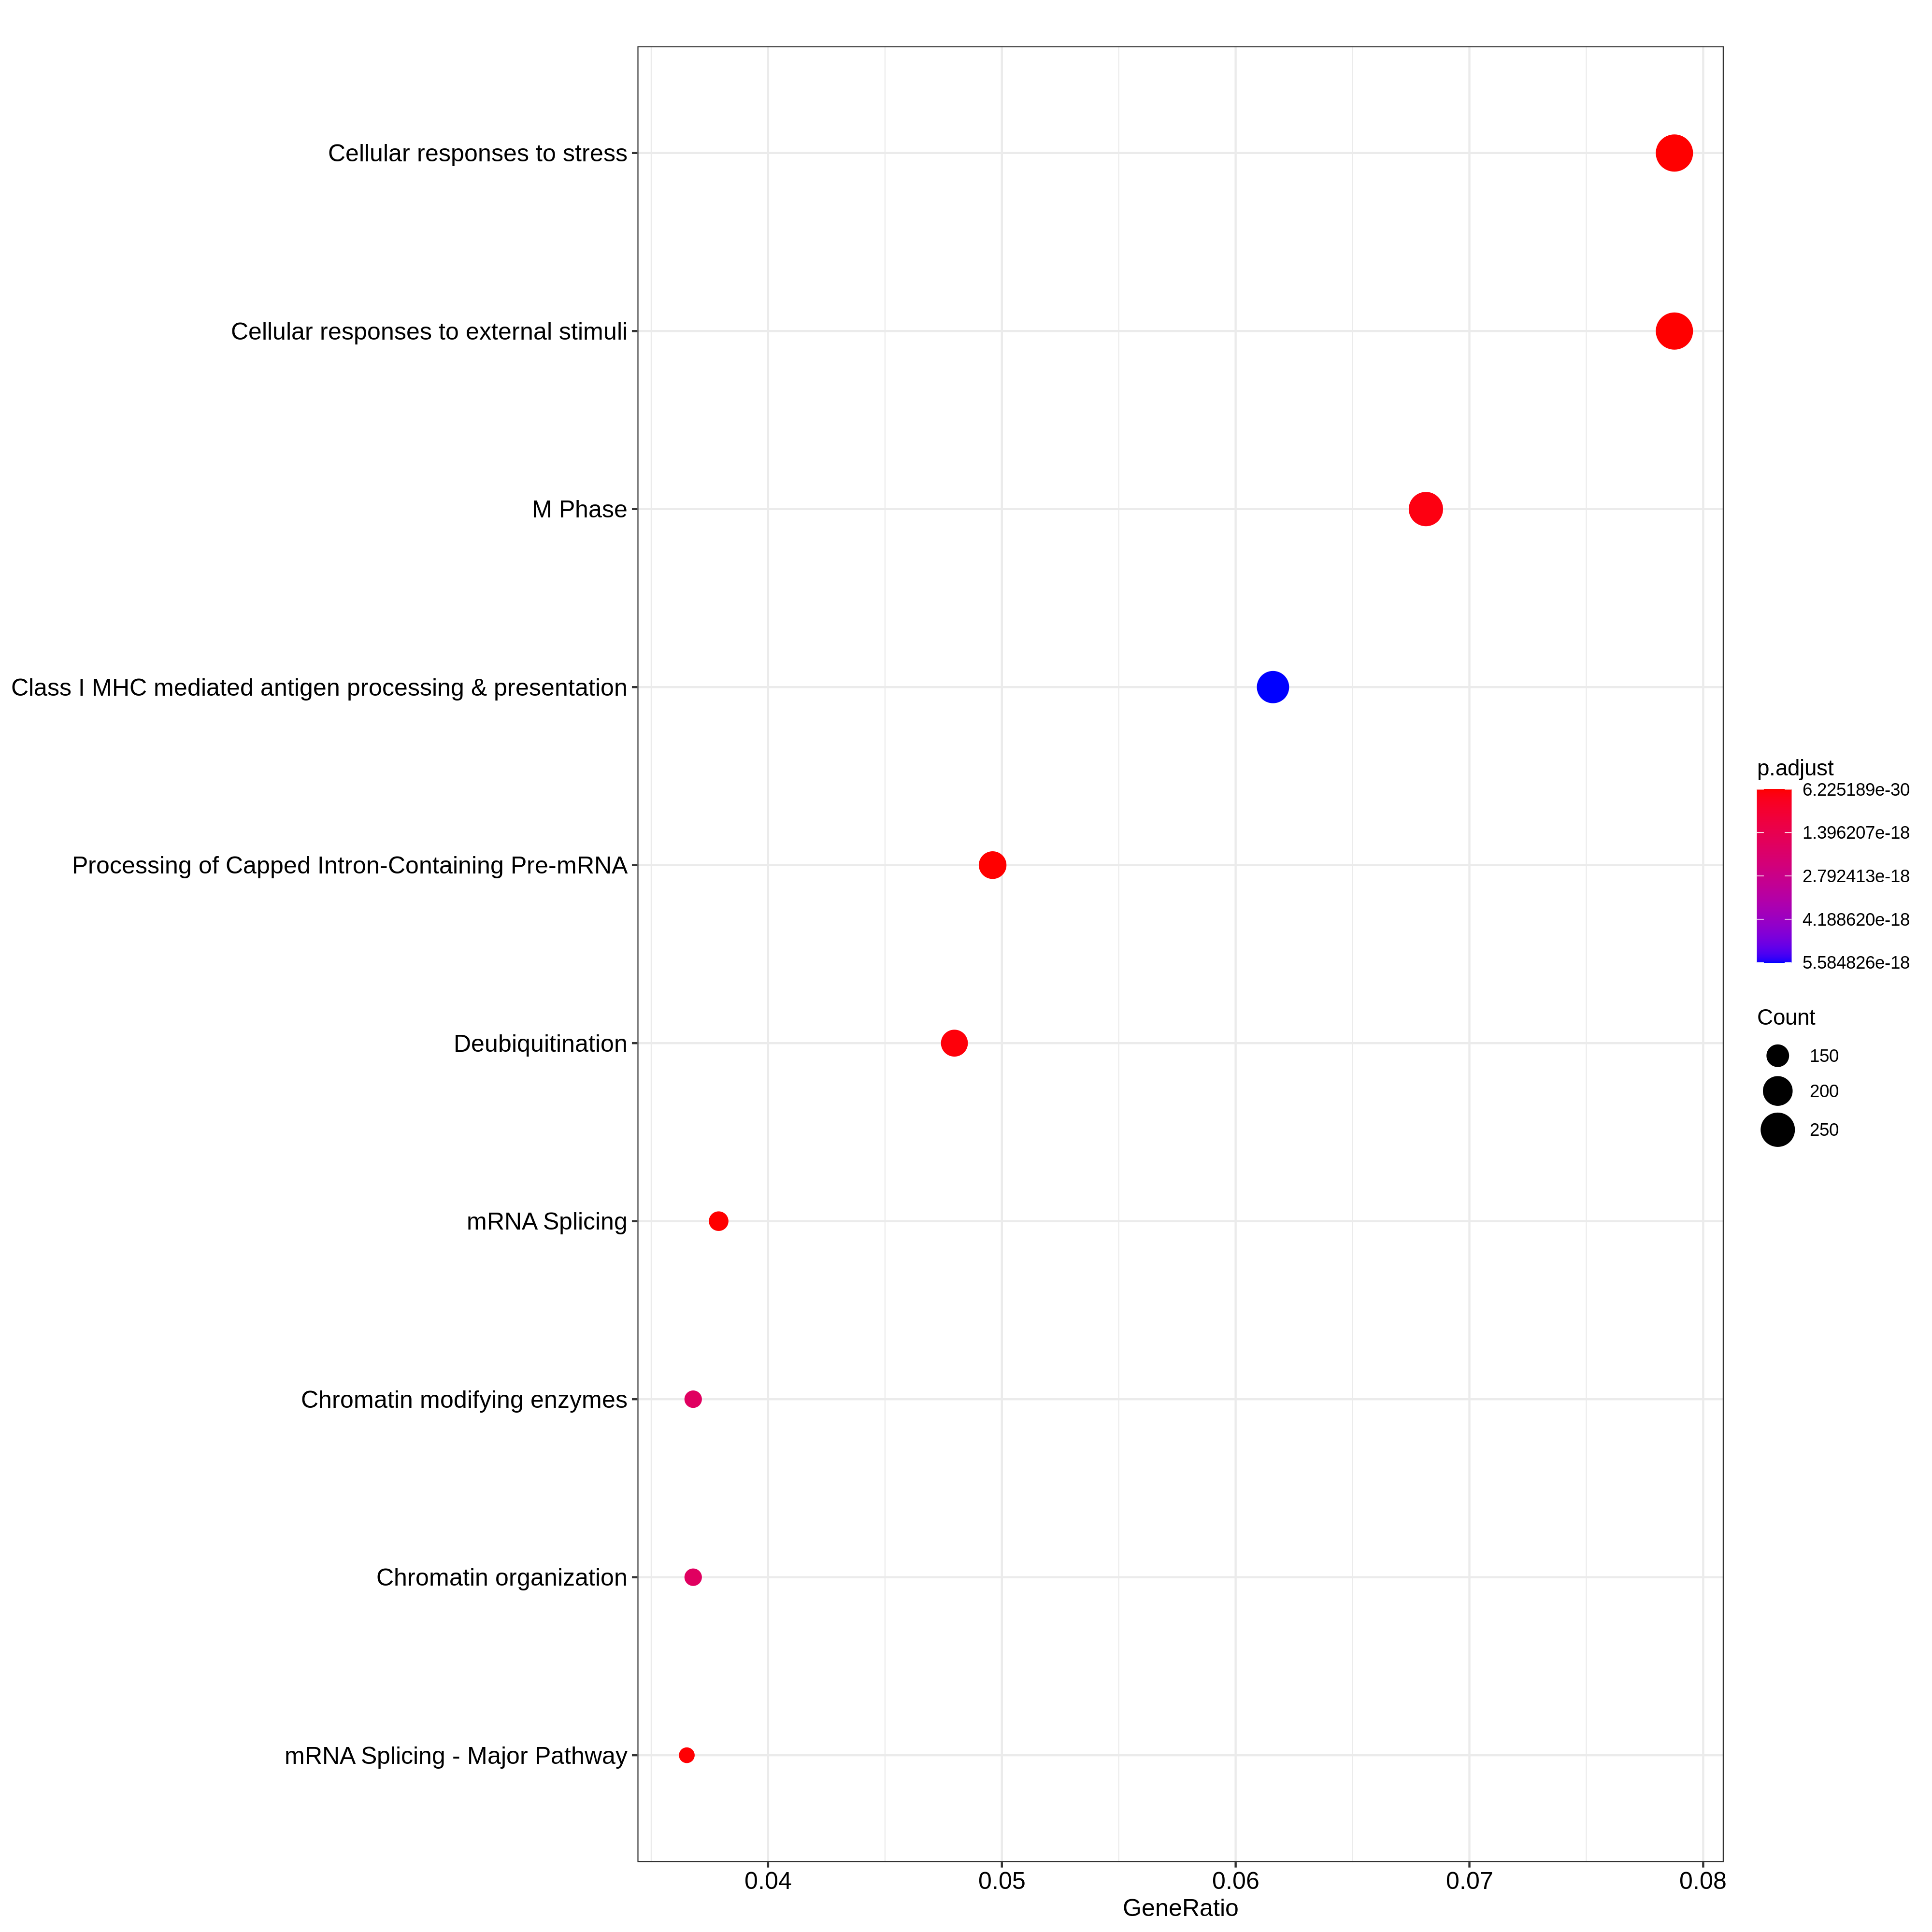 Cellular responses to stress
Cellular responses to external stimuli
M Phase
Class I MHC mediated antigen processing & presentation
Processing of Capped Intron-Containing Pre-mRNA
Deubiquitination
mRNA Splicing
Chromatin modifying enzymes
Chromatin organization
mRNA Splicing - Major Pathway
0.04 0.05 0.06 0.07 0.08
GeneRatio
p.adjust
6.225189e-30
1.396207e-18
2.792413e-18
4.188620e-18
5.584826e-18
Count
150
200
250